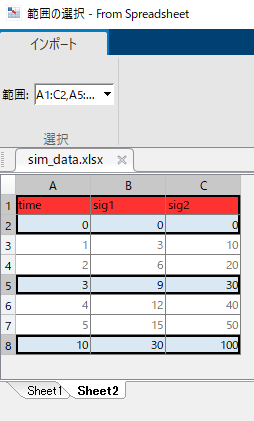 範囲の選択 - From Spreadsheet
インポート
範囲: A1:C2,A5:...
選択
sim_data.xlsx
A B C
1 time sig1 sig2
2 0 0 0
3 1 3 10
4 2 6 20
5 3 9 30
6 4 12 40
7 5 15 50
8 10 30 100
Sheet1 Sheet2